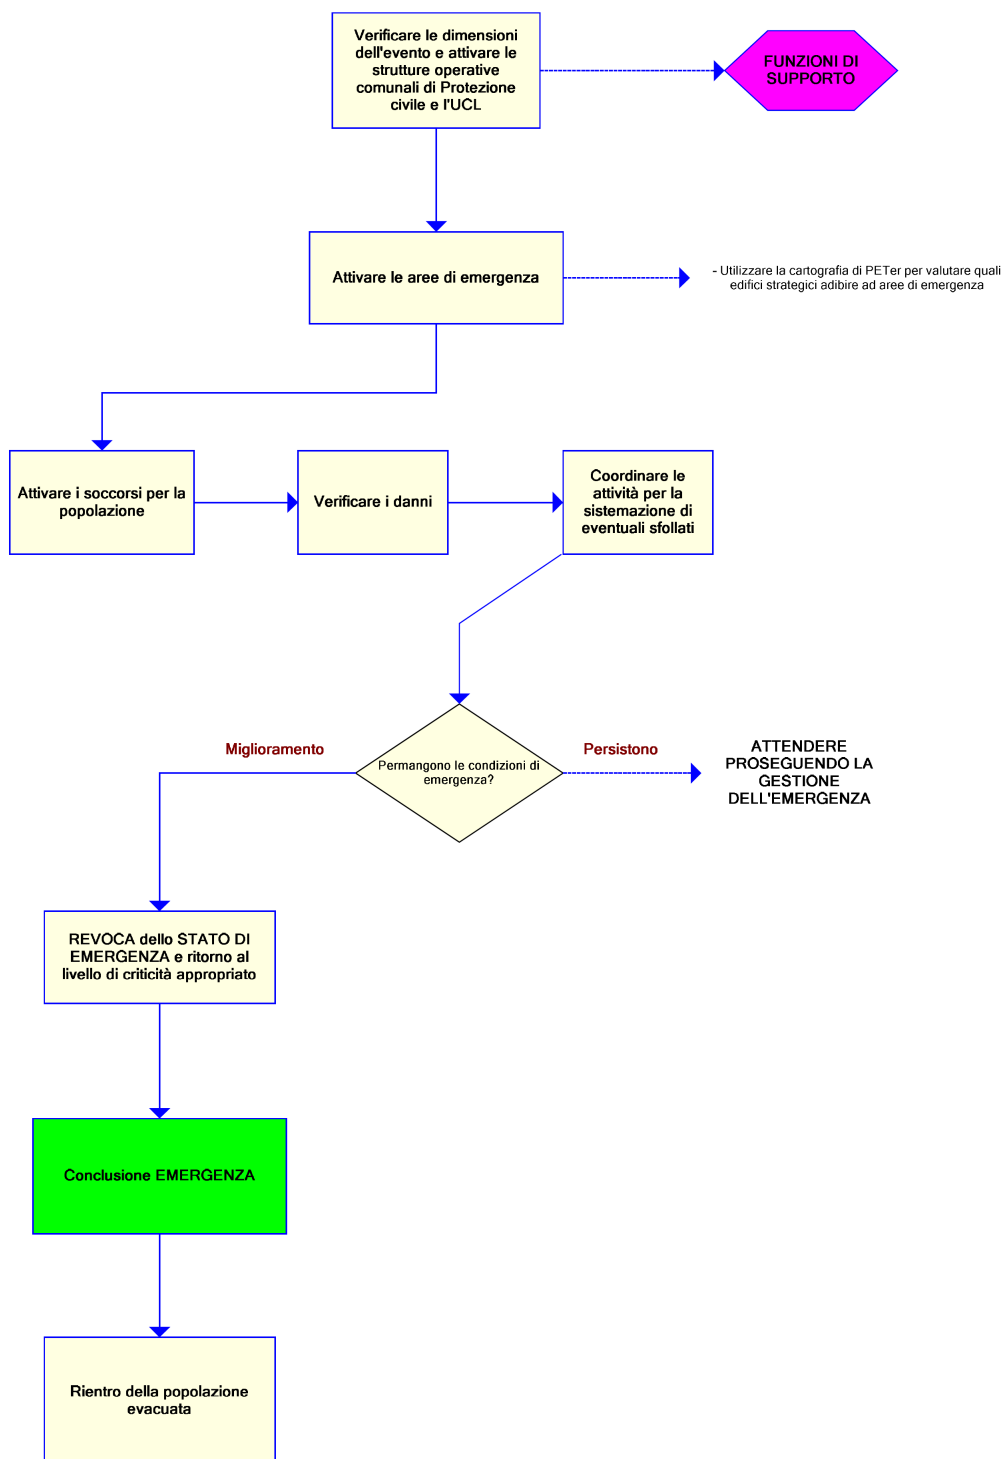 Verificare le dimensioni
dell'evento e attivare le
strutture operative
comunali di Protezione
civile e l'UCL
FUNZIONI DI
SUPPORTO
Attivare le aree di emergenza
- Utilizzare la cartografia di PETer per valutare quali
edifici strategici adibire ad aree di emergenza
Attivare i soccorsi per la
popolazione
Verificare i danni
Coordinare le
attività per la
sistemazione di
eventuali sfollati
Miglioramento
Permangono le condizioni di
emergenza?
Persistono
ATTENDERE
PROSEGUENDO LA
GESTIONE
DELL'EMERGENZA
REVOCA dello STATO DI
EMERGENZA e ritorno al
livello di criticità appropriato
Conclusione EMERGENZA
Rientro della popolazione
evacuata